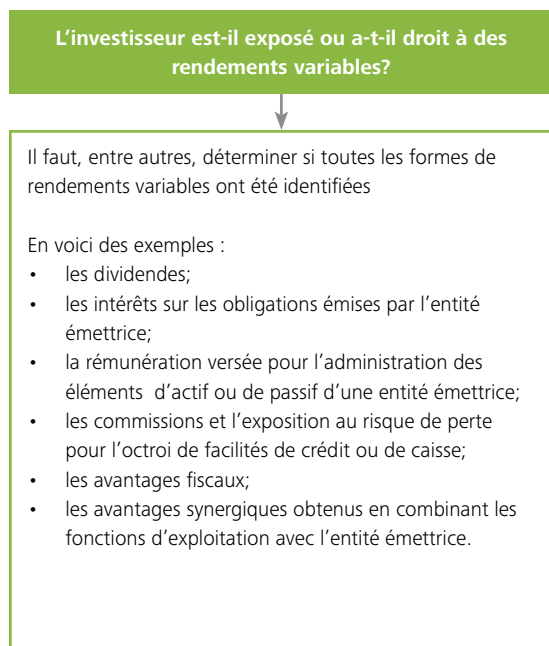 L'investisseur est-il exposé ou a-t-il droit à des
rendements variables?
Il faut, entre autres, déterminer si toutes les formes de
rendements variables ont été identifiées
En voici des exemples :
• les dividendes;
• les intérêts sur les obligations émises par l'entité
émettrice;
• la rémunération versée pour l'administration des
éléments d'actif ou de passif d'une entité émettrice;
• les commissions et l'exposition au risque de perte
pour l'octroi de facilités de crédit ou de caisse;
• les avantages fiscaux;
• les avantages synergiques obtenus en combinant les
fonctions d'exploitation avec l'entité émettrice.